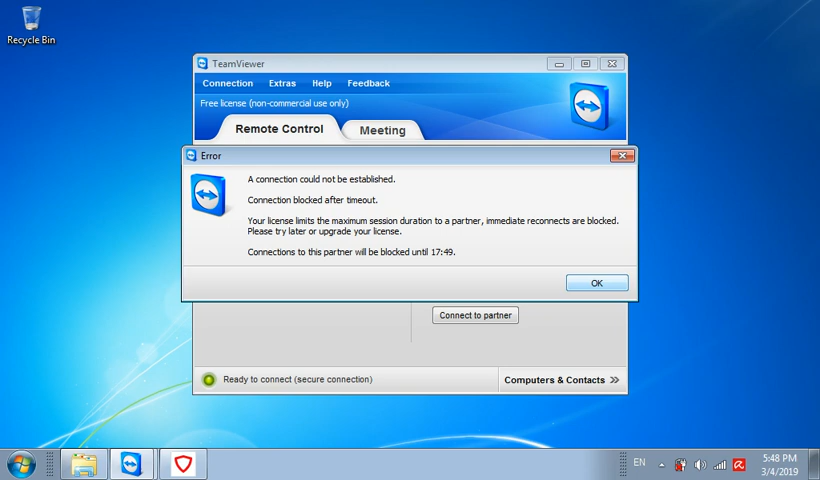 Recycle Bin
TeamViewer
Connection Extras Help Feedback
Free license (non-commercial use only)
Remote Control Meeting
Error
A connection could not be established.
Connection blocked after timeout.
Your license limits the maximum session duration to a partner, immediate reconnects are blocked.
Please try later or upgrade your license.
Connections to this partner will be blocked until 17:49.
OK
Connect to partner
Ready to connect (secure connection)
Computers & Contacts >>
EN
5:48 PM
3/4/2019